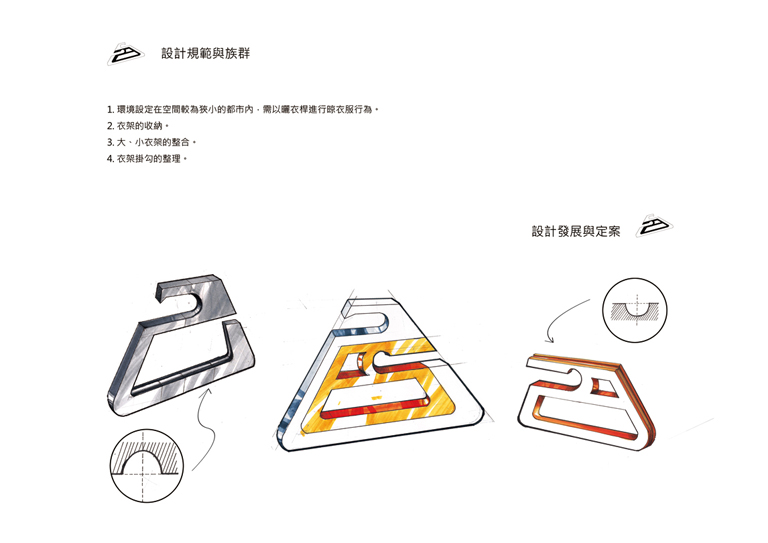 設計規範與族群
1. 環境設定在空間較為狹小的都市內，需以曬衣桿進行晾衣服行為。
2. 衣架的收納。
3. 大、小衣架的整合。
4. 衣架掛勾的整理。
設計發展與定案